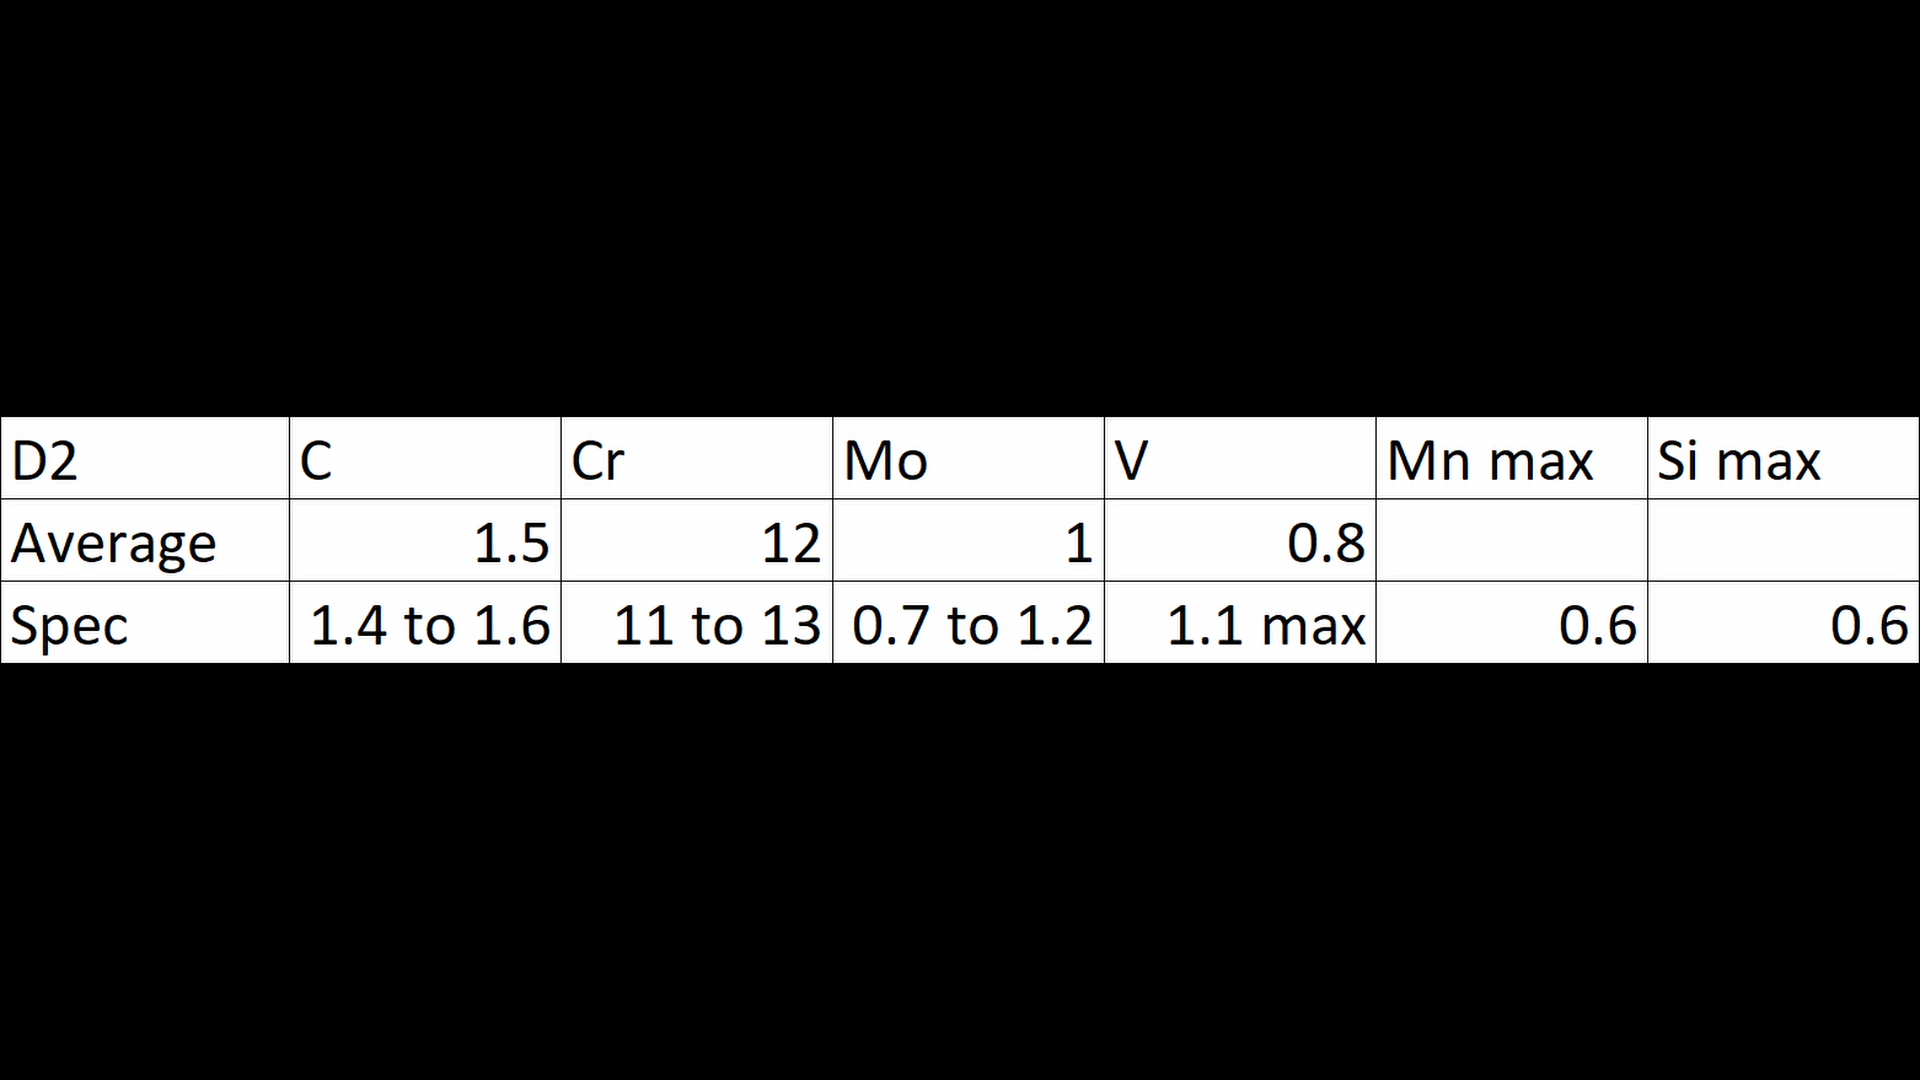 D2 C Cr Mo V Mn max Si max
Average 1.5 12 1 0.8
Spec 1.4 to 1.6 11 to 13 0.7 to 1.2 1.1 max 0.6 0.6